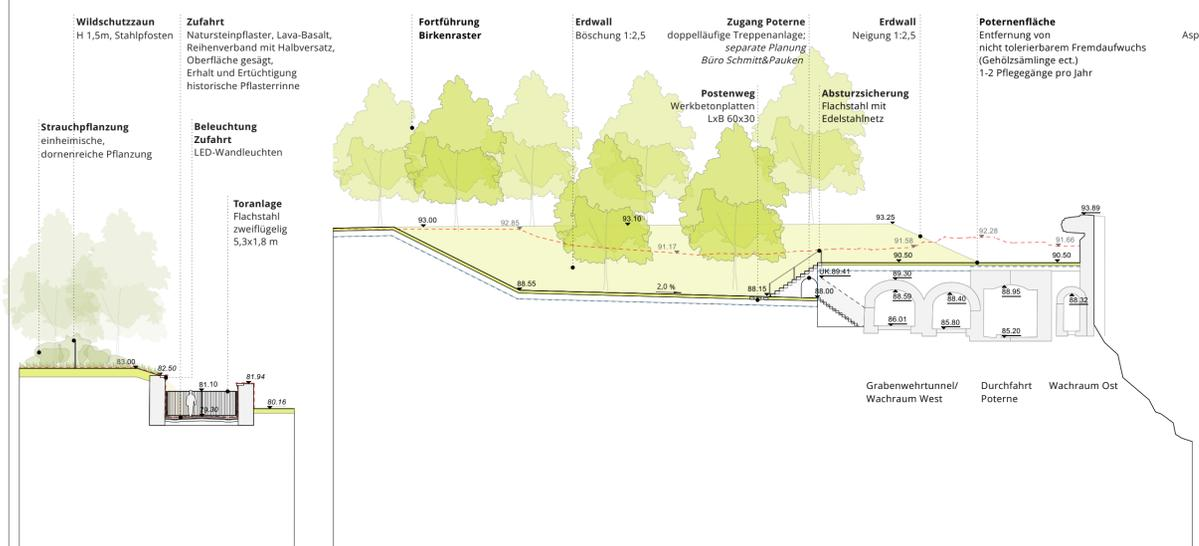 Wildschutzzaun
H 1,5m, Stahlpfosten
Zufahrt
Natursteinpflaster, Lava-Basalt,
Reihenverband mit Halbversatz,
Oberfläche gesägt,
Erhalt und Ertüchtigung
historische Pflasterrinne
Strauchpflanzung
einheimische,
dornenreiche Pflanzung
Beleuchtung
Zufahrt
LED-Wandleuchten
Toranlage
Flachstahl
zweiflügelig
5,3x1,8 m
83.00
82.50
81.10
79.30
81.94
80.16
Fortführung
Birkenraster
Erdwall
Böschung 1:2,5
Zugang Poterne
doppelläufige Treppenanlage;
separate Planung
Büro Schmitt&Pauken
Postenweg
Werkbetonplatten
LxB 60x30
Absturzsicherung
Flachstahl mit
Edelstahlnetz
Erdwall
Neigung 1:2,5
Poternenfläche
Entfernung von
nicht tolerierbarem Fremdaufwuchs
(Gehölzsämlinge ect.)
1-2 Pflegegänge pro Jahr
Asp
93.00
92.85
93.10
91.17
93.25
91.58
92.28
93.89
91.66
90.50
90.50
88.55
2,0 %
88.15
UK.89.41
88.00
89.30
88.59
86.01
88.40
85.80
88.95
85.20
88.32
Grabenwehrtunnel/
Wachraum West
Durchfahrt
Poterne
Wachraum Ost